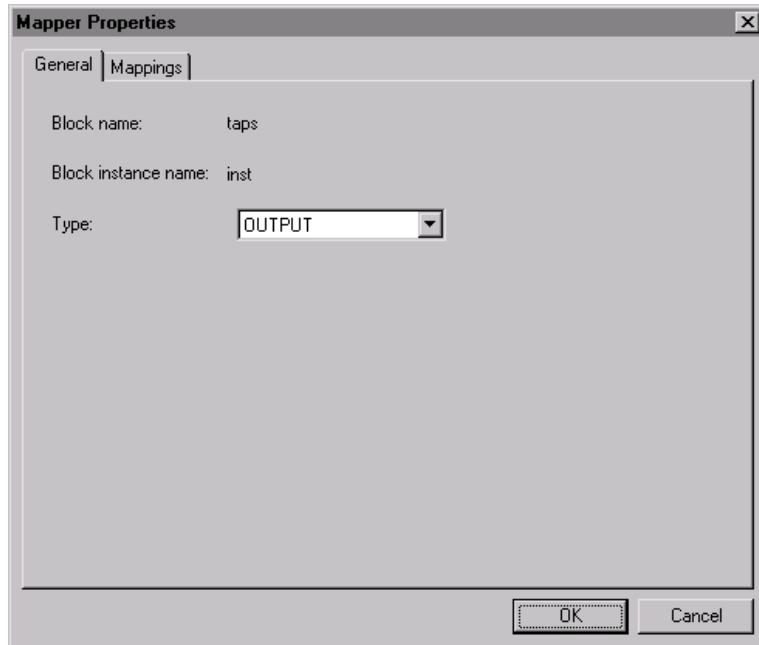 Mapper Properties
General Mappings
Block name: taps
Block instance name: inst
Type: OUTPUT
OK Cancel